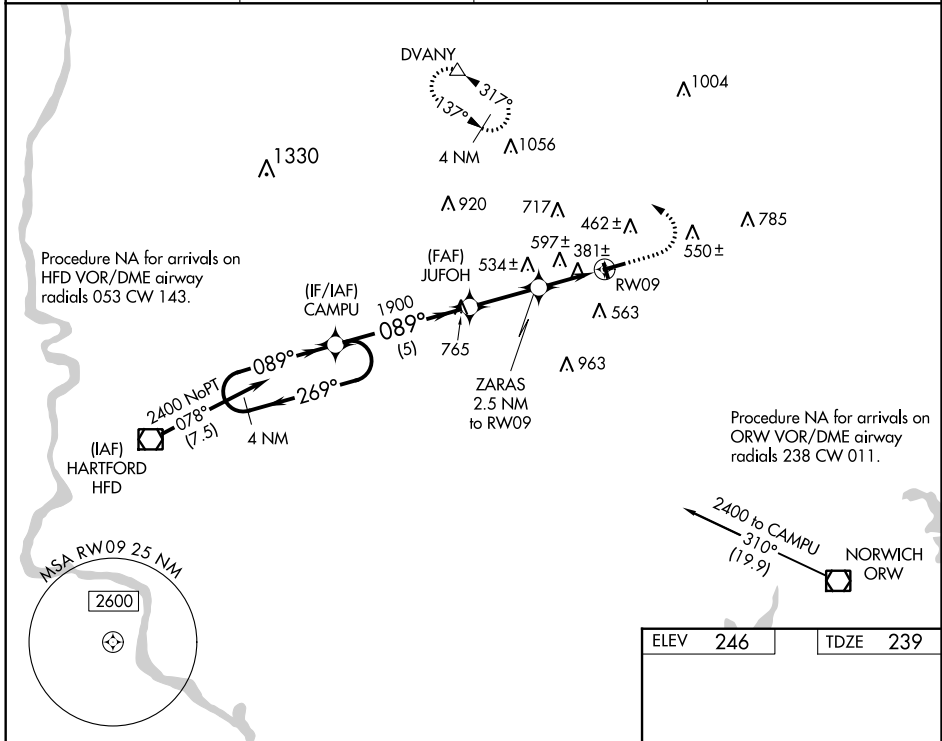 DVANY
317°
137°
4 NM
1004
1056
1330
920
717
462±
785
597±
550±
534±
381±
Procedure NA for arrivals on
HFD VOR/DME airway
radials 053 CW 143.
(FAF)
JUFOH
RW09
(IF/IAF)
CAMPU
1900
089°
(5)
765
563
089°
269°
963
2400 NoPT
078°
(7.5)
4 NM
ZARAS
2.5 NM
to RW09
(IAF)
HARTFORD
HFD
Procedure NA for arrivals on
ORW VOR/DME airway
radials 238 CW 011.
2400 to CAMPU
310°
(19.9)
NORWICH
ORW
MSA RW09 25 NM
2600
ELEV 246
TDZE 239